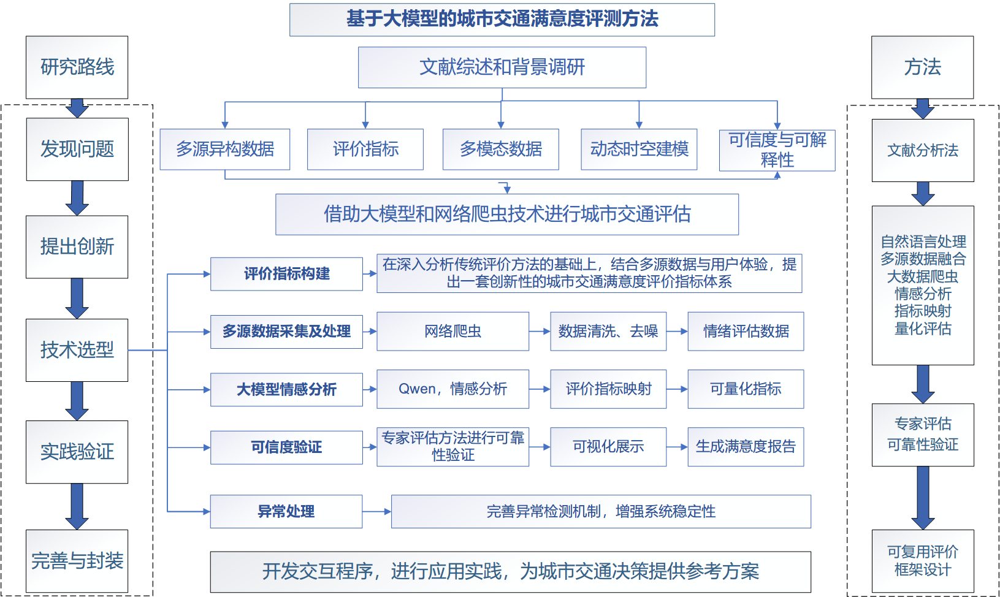 基于大模型的城市交通满意度评测方法
研究路线
发现问题
提出创新
技术选型
实践验证
完善与封装
文献综述和背景调研
多源异构数据
评价指标
多模态数据
动态时空建模
可信度与可解
释性
借助大模型和网络爬虫技术进行城市交通评估
评价指标构建
在深入分析传统评价方法的基础上，结合多源数据与用户体验，提
出一套创新性的城市交通满意度评价指标体系
多源数据采集及处理
网络爬虫
数据清洗、去噪
情绪评估数据
大模型情感分析
Qwen，情感分析
评价指标映射
可量化指标
可信度验证
专家评估方法进行可靠
性验证
可视化展示
生成满意度报告
异常处理
完善异常检测机制，增强系统稳定性
开发交互程序，进行应用实践，为城市交通决策提供参考方案
方法
文献分析法
自然语言处理
多源数据融合
大数据爬虫
情感分析
指标映射
量化评估
专家评估
可靠性验证
可复用评价
框架设计